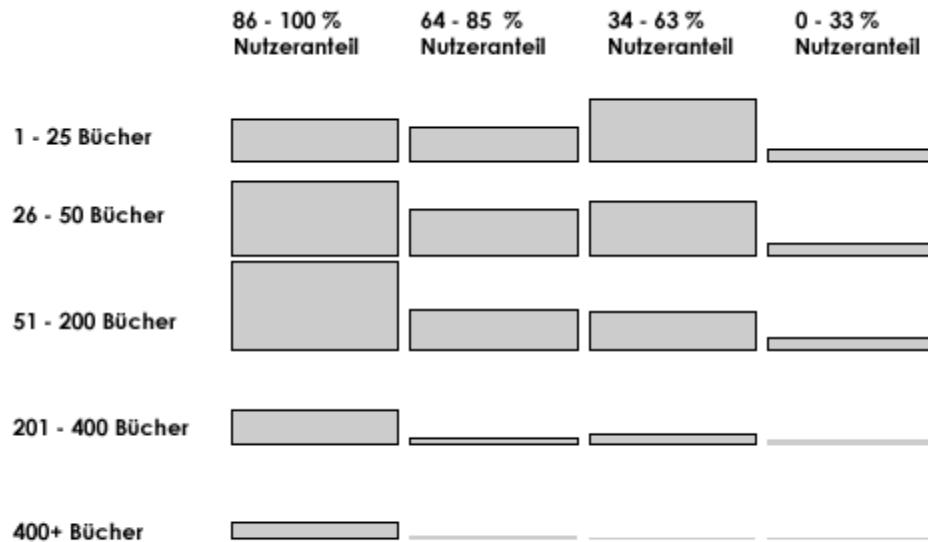 86 - 100 %
Nutzeranteil
64 - 85 %
Nutzeranteil
34 - 63 %
Nutzeranteil
0 - 33 %
Nutzeranteil
1 - 25 Bücher
26 - 50 Bücher
51 - 200 Bücher
201 - 400 Bücher
400+ Bücher